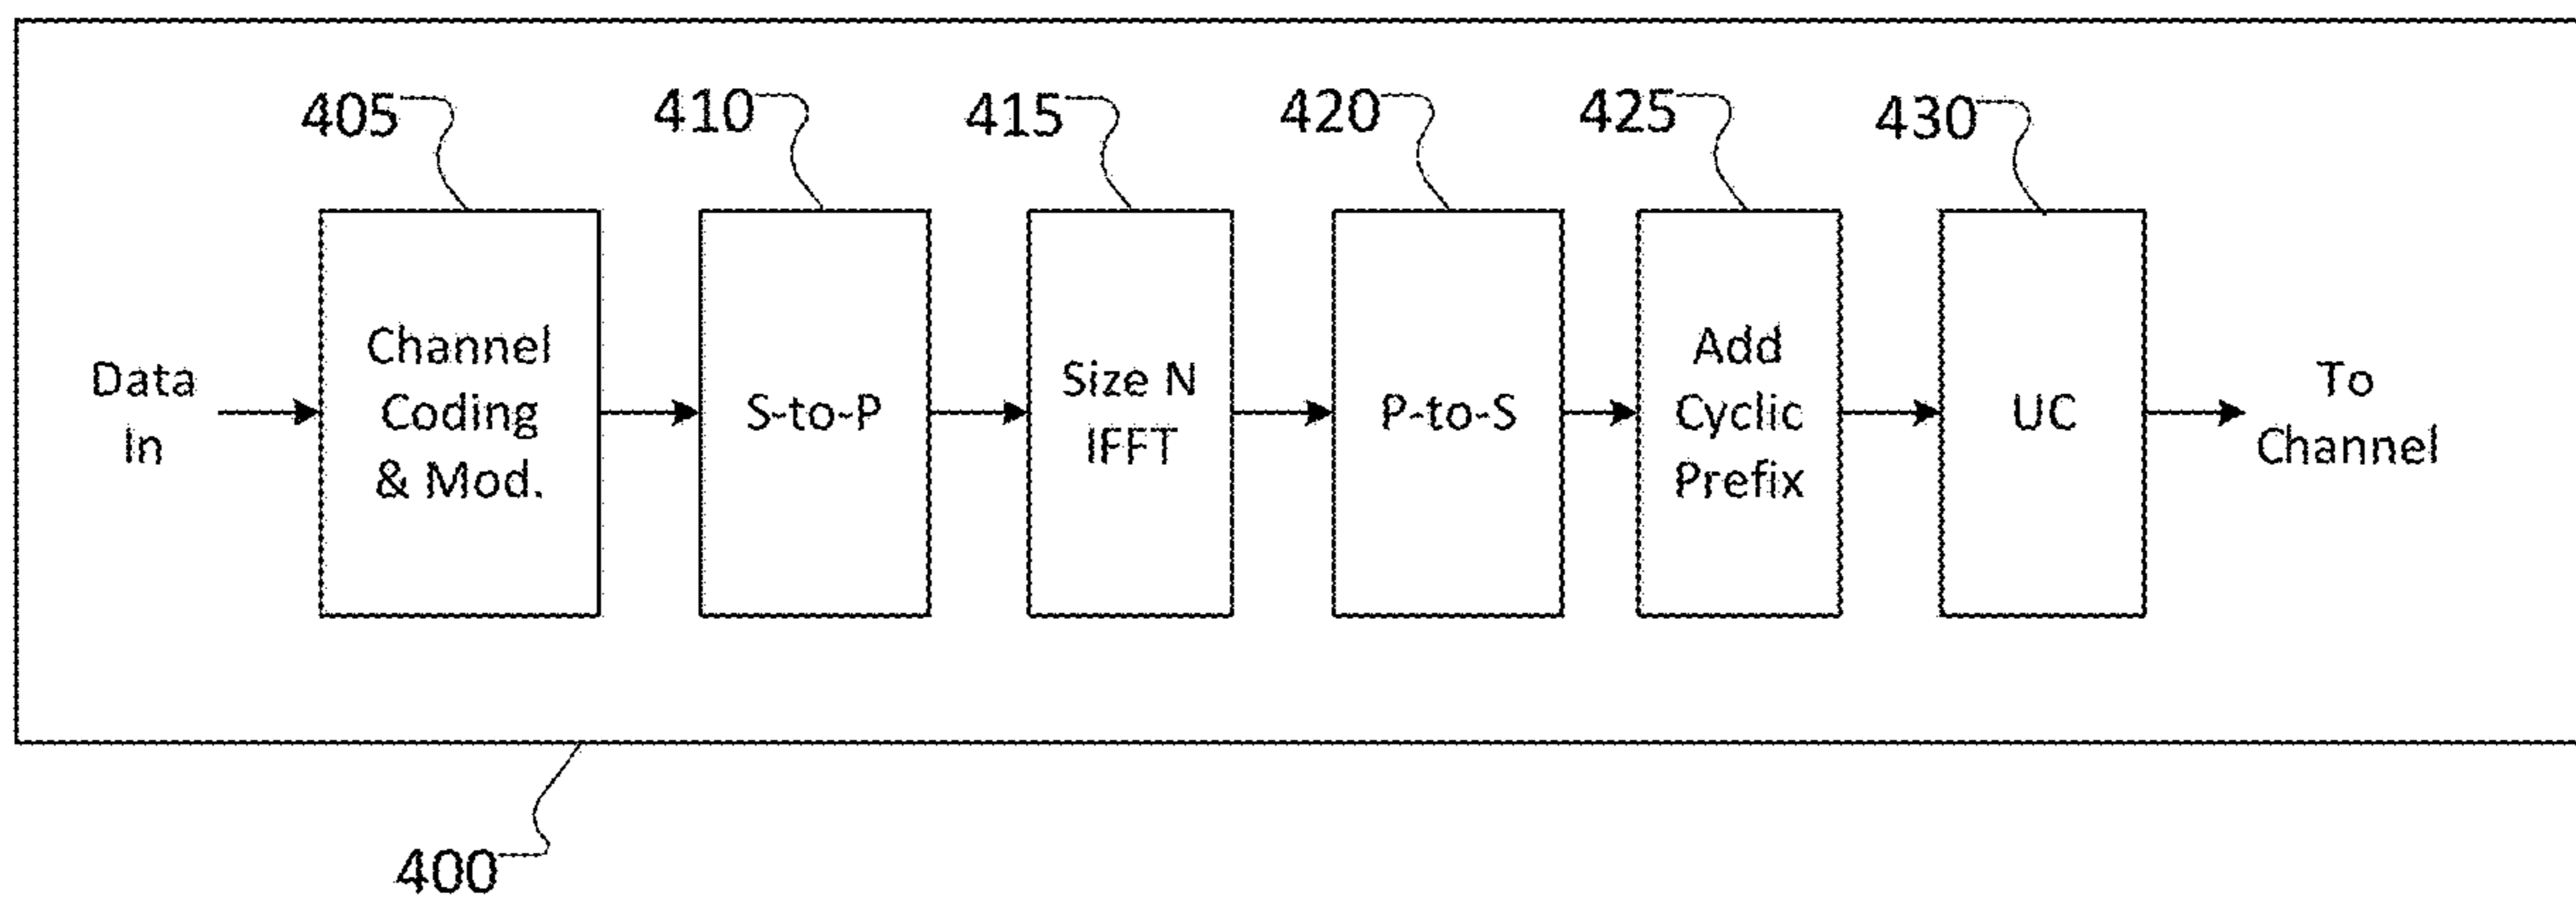 405
410
415
420
425
430
Data
In
Channel
Coding
& Mod.
S-to-P
Size N
IFFT
P-to-S
Add
Cyclic
Prefix
UC
To
Channel
400